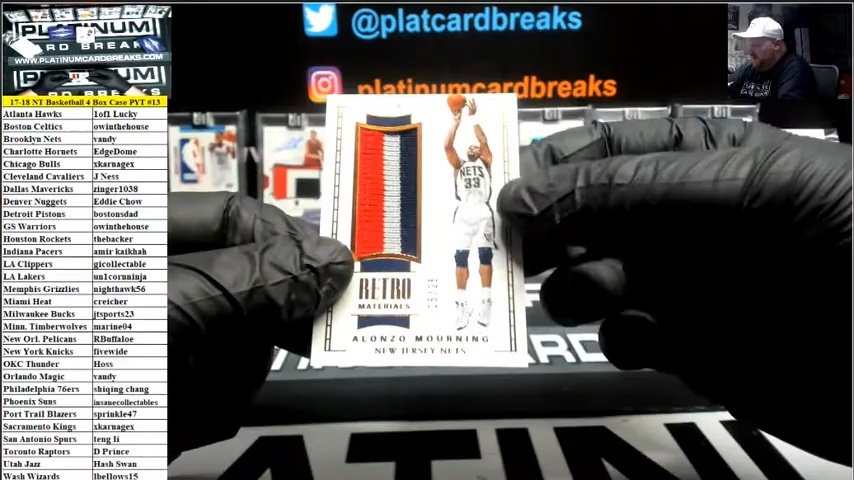 PLATINUM
CARD BREAKS
WWW.PLATINUMCARDBREAKS.COM
@platcardbreaks
platinumcardbreaks
17-18 NT Basketball 4 Box Case PYT #13
Atlanta Hawks 1of1 Lucky
Boston Celtics owinthehouse
Brooklyn Nets vandy
Charlotte Hornets EdgeDome
Chicago Bulls xkarnagex
Cleveland Cavaliers J Ness
Dallas Mavericks zinger1038
Denver Nuggets Eddie Chow
Detroit Pistons bostonsdad
GS Warriors owinthehouse
Houston Rockets thebacker
Indiana Pacers amir kaikhah
LA Clippers gicollectable
LA Lakers un1cornninja
Memphis Grizzlies nighthawk56
Miami Heat creicher
Milwaukee Bucks jtsports23
Minn. Timberwolves marine04
New Orl. Pelicans RBuffaloe
New York Knicks fivewide
OKC Thunder Hoss
Orlando Magic vandy
Philadelphia 76ers shiqing chang
Phoenix Suns insanecollectables
Port Trail Blazers sprinkle47
Sacramento Kings xkarnagex
San Antonio Spurs teng li
Toronto Raptors D Prince
Utah Jazz Hash Swan
Wash Wizards lbellows15
NETS
33
RETRO
MATERIALS
ALONZO MOURNING
NEW JERSEY NETS